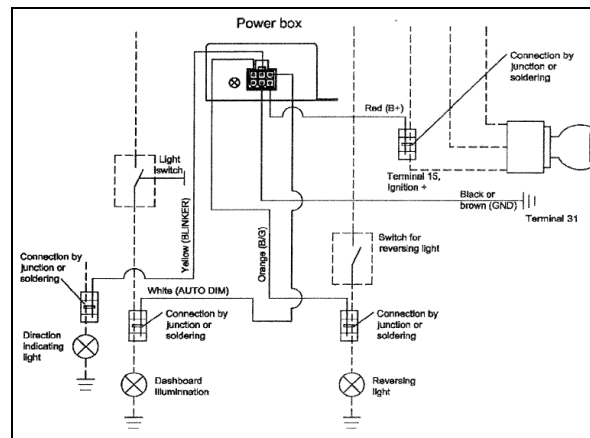 Power box
Connection by
junction or
soldering
Red (B+)
Light
lswitch
Terminal 15,
Ignition +
Black or
brown (GND)
Terminal 31
Yellow (BLINKER)
Orange (B/G)
Switch for
reversing light
Connection by
junction or
soldering
White (AUTO DIM)
Connection by
junction or
soldering
Connection by
junction or
soldering
Direction
indicating
light
Dashboard
illuminnation
Reversing
light